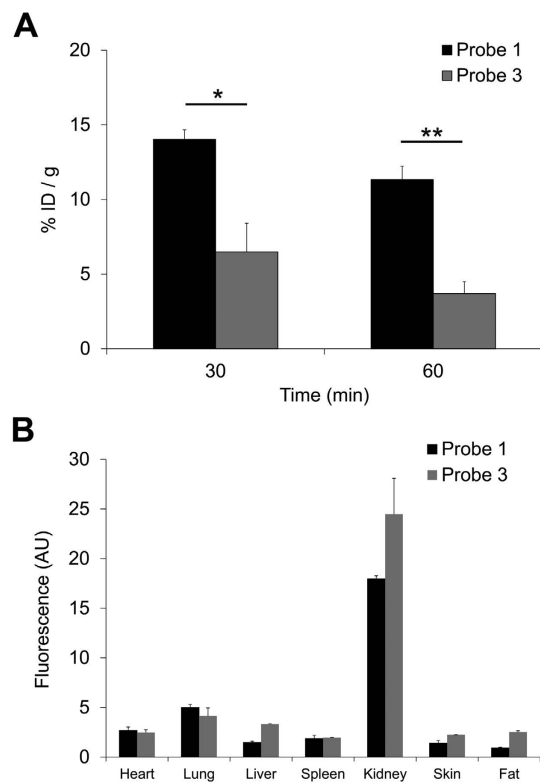 A
20
15
10
5
0
% ID / g
Probe 1
Probe 3
*
**
30
60
Time (min)
B
30
25
20
15
10
5
0
Fluorescence (AU)
Probe 1
Probe 3
Heart Lung Liver Spleen Kidney Skin Fat